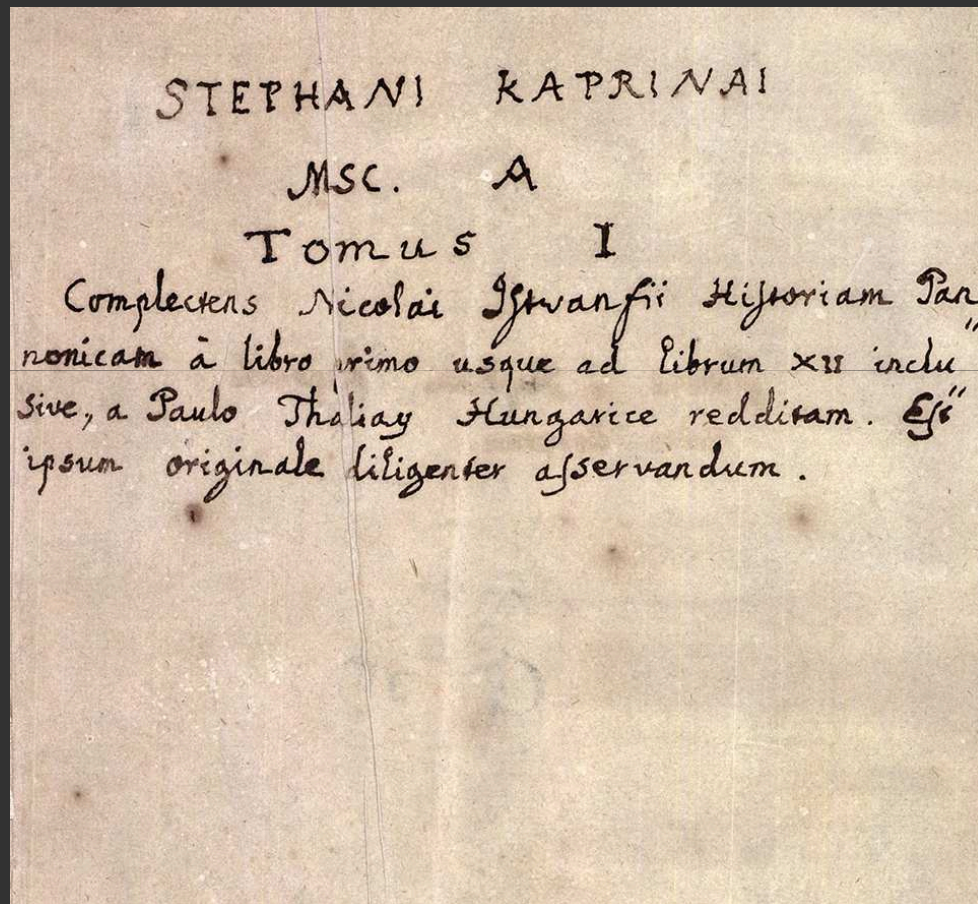 STEPHANI KAPRINAI
MSC. A
Tomus I
Complectens Nicolai Iſtvanfii Hiſtoriam Pan„
nonicam à libro primo usque ad librum XII inclu„
sive, a Paulo Thaliay Hungarice redditam. Eſt
ipsum originale diligenter aſservandum.